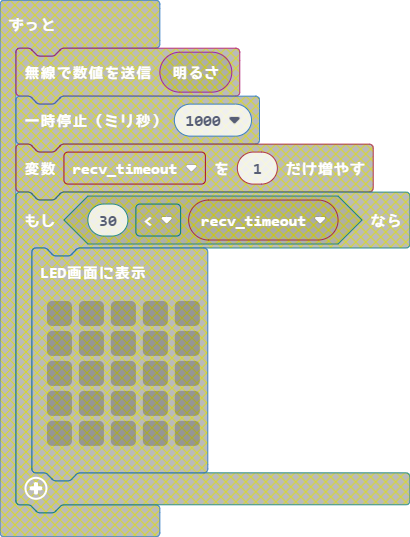 ずっと
無線で数値を送信 明るさ
一時停止（ミリ秒） 1000
変数 recv_timeout を 1 だけ増やす
もし 30 < recv_timeout なら
LED画面に表示